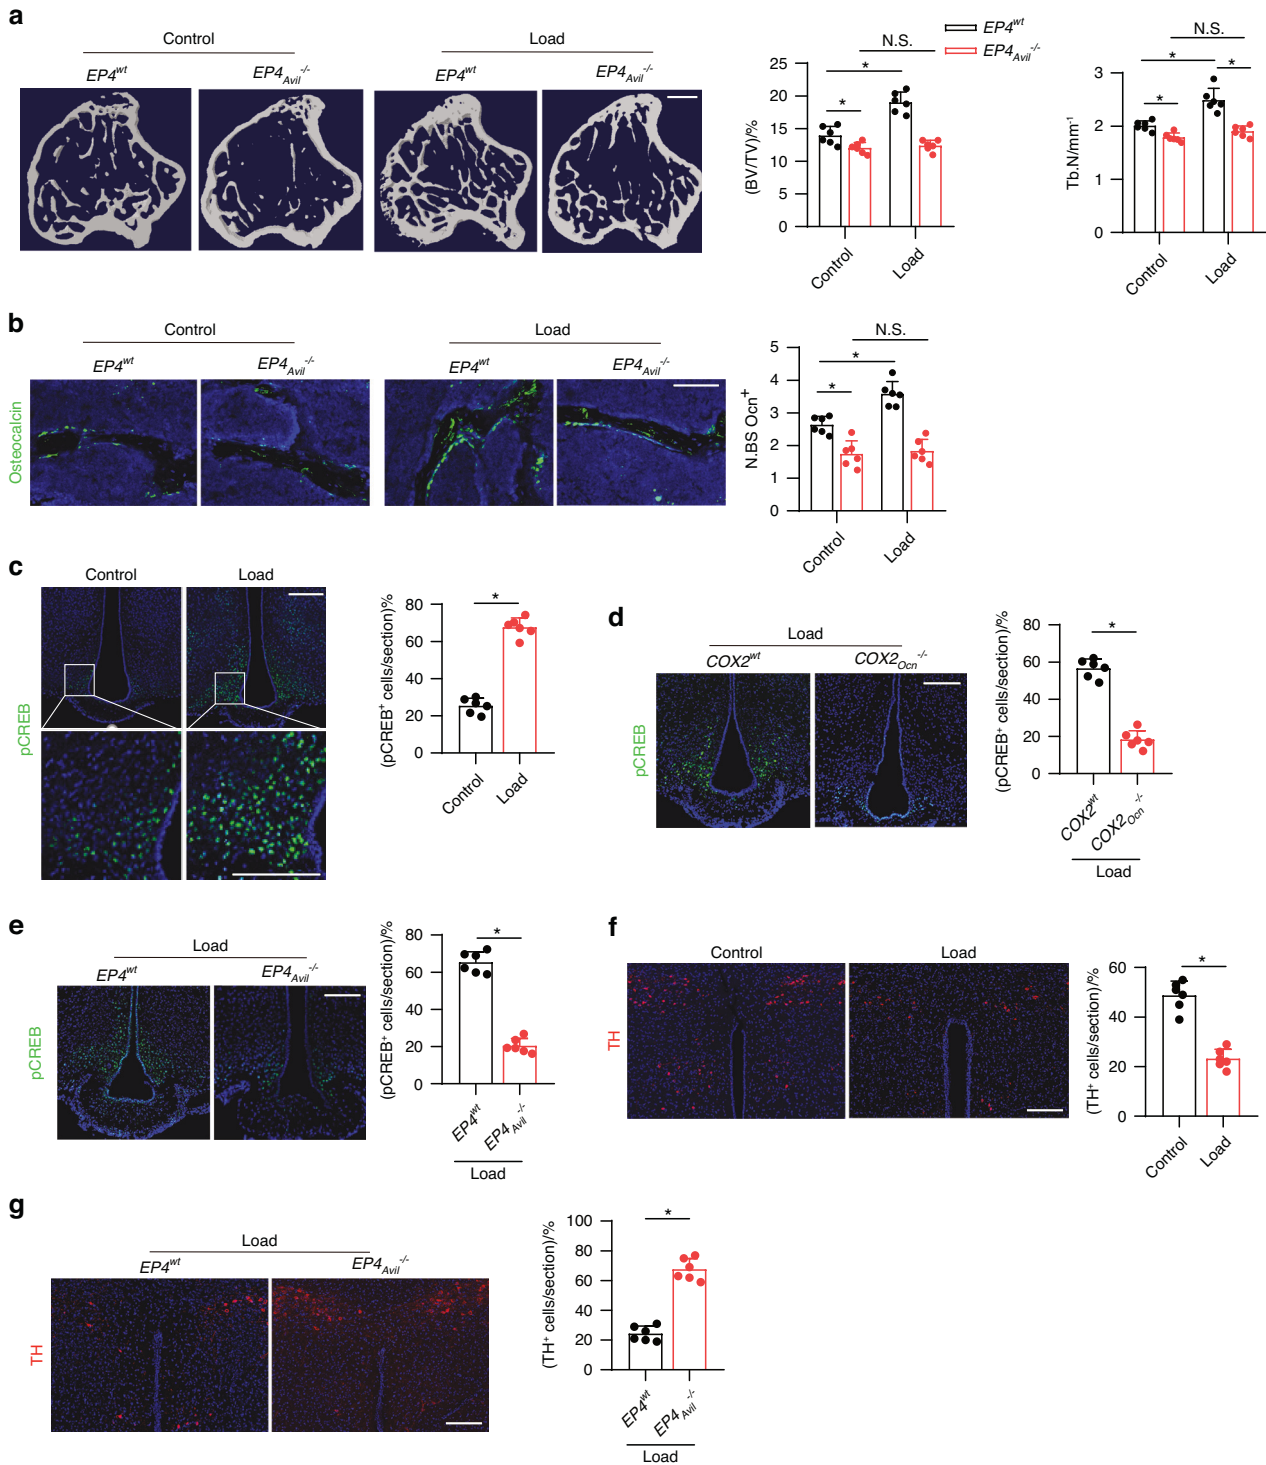 a
Control
Load
EP4wt
EP4Avil-/-
EP4wt
EP4Avil-/-
EP4wt
EP4Avil-/-
N.S.
*
*
25
20
15
10
5
0
(BV/TV)/%
Control
Load
N.S.
*
*
*
3
2
1
0
Tb.N/mm-1
Control
Load
b
Control
Load
EP4wt
EP4Avil-/-
EP4wt
EP4Avil-/-
Osteocalcin
N.S.
*
*
5
4
3
2
1
0
N.BS Ocn+
Control
Load
c
Control
Load
pCREB
*
80
60
40
20
0
(pCREB+ cells/section)%
Control
Load
d
Load
COX2wt
COX2Ocn-/-
pCREB
*
80
60
40
20
0
(pCREB+ cells/section)/%
COX2wt
COX2Ocn-/-
Load
e
Load
EP4wt
EP4Avil-/-
pCREB
*
80
60
40
20
0
(pCREB+ cells/section)/%
EP4wt
EP4Avil-/-
Load
f
Control
Load
TH
*
60
40
20
0
(TH+ cells/section)/%
Control
Load
g
Load
EP4wt
EP4Avil-/-
TH
*
100
80
60
40
20
0
(TH+ cells/section)/%
EP4wt
EP4Avil-/-
Load